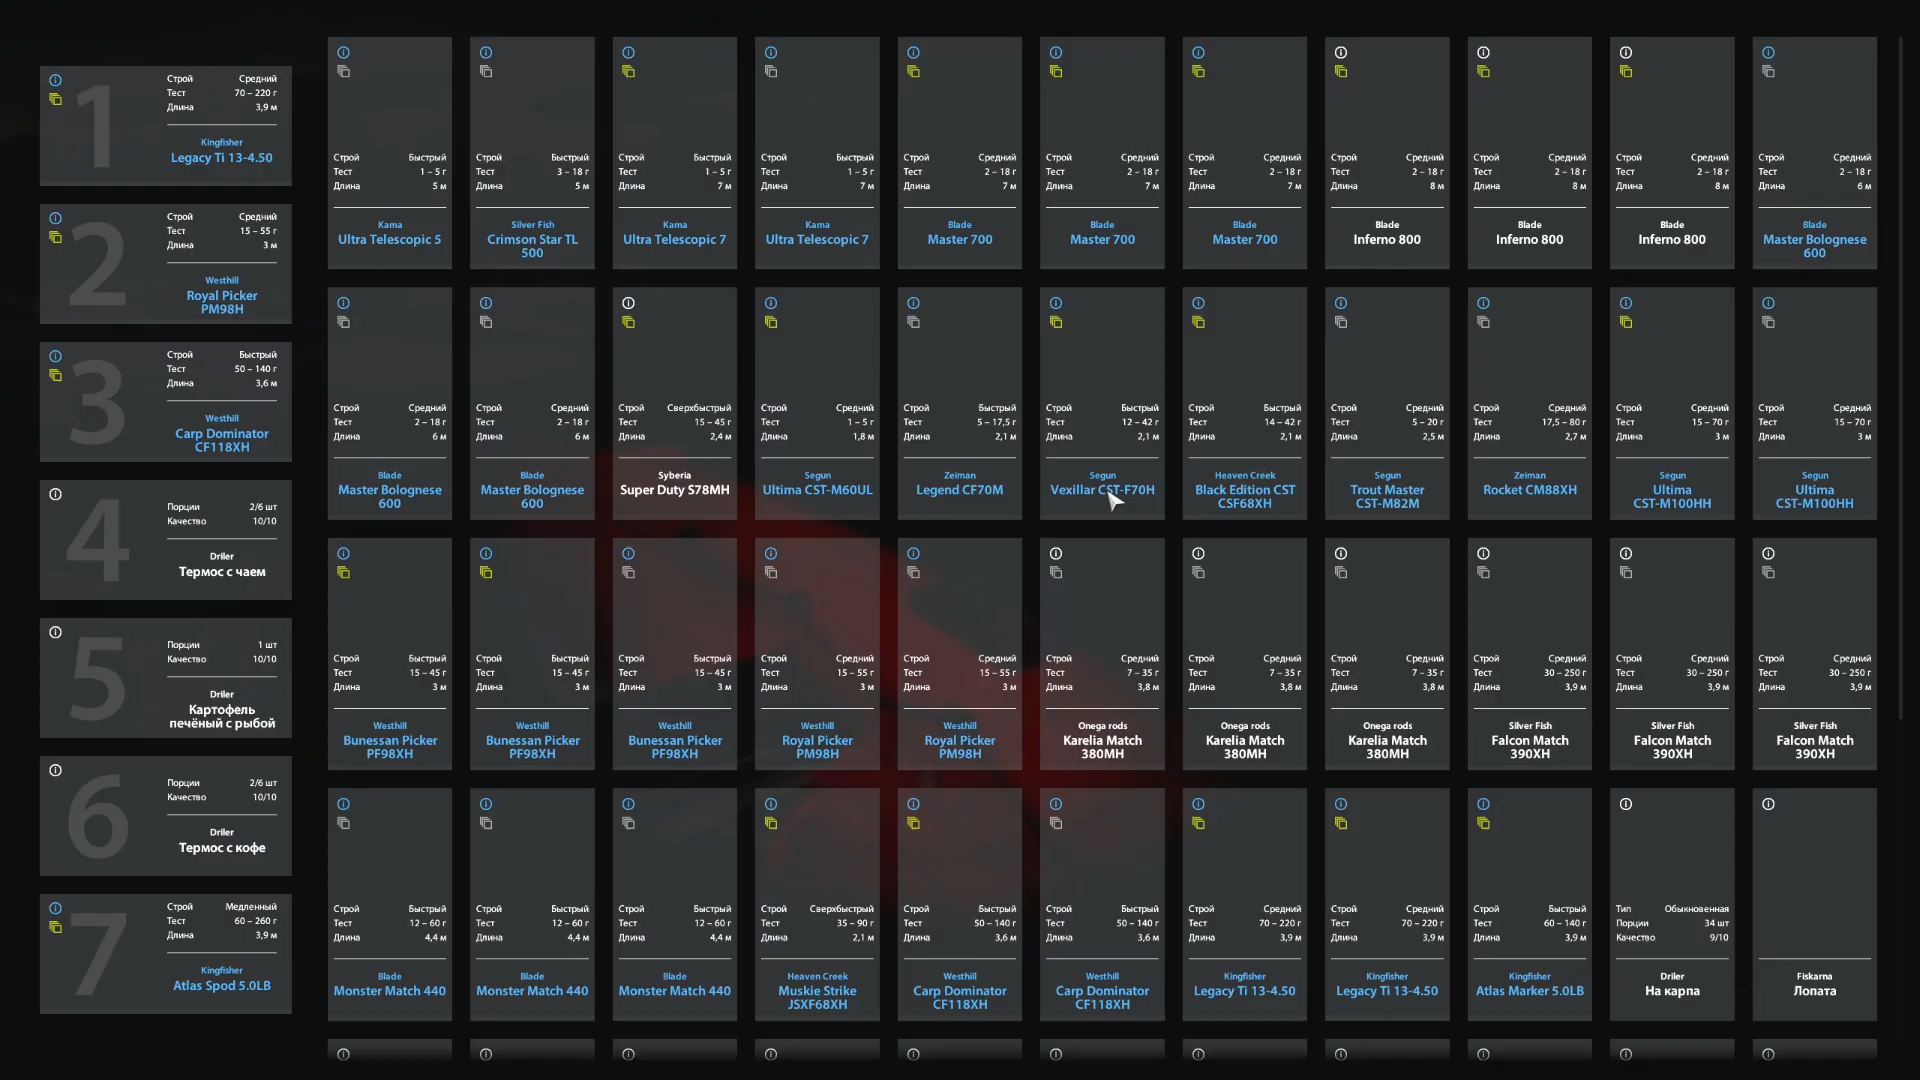 1
Строй Средний
Тест 70 – 220 г
Длина 3,9 м
Kingfisher
Legacy Ti 13-4.50
2
Строй Средний
Тест 15 – 55 г
Длина 3 м
Westhill
Royal Picker
PM98H
3
Строй Быстрый
Тест 50 – 140 г
Длина 3,6 м
Westhill
Carp Dominator
CF118XH
4
Порции 2/6 шт
Качество 10/10
Driler
Термос с чаем
5
Порции 1 шт
Качество 10/10
Driler
Картофель
печёный с рыбой
6
Порции 2/6 шт
Качество 10/10
Driler
Термос с кофе
7
Строй Медленный
Тест 60 – 260 г
Длина 3,9 м
Kingfisher
Atlas Spod 5.0LB
Строй Быстрый
Тест 1 – 5 г
Длина 5 м
Kama
Ultra Telescopic 5
Строй Быстрый
Тест 3 – 18 г
Длина 5 м
Silver Fish
Crimson Star TL
500
Строй Быстрый
Тест 1 – 5 г
Длина 7 м
Kama
Ultra Telescopic 7
Строй Быстрый
Тест 1 – 5 г
Длина 7 м
Kama
Ultra Telescopic 7
Строй Средний
Тест 2 – 18 г
Длина 7 м
Blade
Master 700
Строй Средний
Тест 2 – 18 г
Длина 7 м
Blade
Master 700
Строй Средний
Тест 2 – 18 г
Длина 7 м
Blade
Master 700
Строй Средний
Тест 2 – 18 г
Длина 8 м
Blade
Inferno 800
Строй Средний
Тест 2 – 18 г
Длина 8 м
Blade
Inferno 800
Строй Средний
Тест 2 – 18 г
Длина 8 м
Blade
Inferno 800
Строй Средний
Тест 2 – 18 г
Длина 6 м
Blade
Master Bolognese
600
Строй Средний
Тест 2 – 18 г
Длина 6 м
Blade
Master Bolognese
600
Строй Средний
Тест 2 – 18 г
Длина 6 м
Blade
Master Bolognese
600
Строй Сверхбыстрый
Тест 15 – 45 г
Длина 2,4 м
Syberia
Super Duty S78MH
Строй Средний
Тест 1 – 5 г
Длина 1,8 м
Segun
Ultima CST-M60UL
Строй Быстрый
Тест 5 – 17,5 г
Длина 2,1 м
Zeiman
Legend CF70M
Строй Быстрый
Тест 12 – 42 г
Длина 2,1 м
Segun
Vexillar CST-F70H
Строй Быстрый
Тест 14 – 42 г
Длина 2,1 м
Heaven Creek
Black Edition CST
CSF68XH
Строй Средний
Тест 5 – 20 г
Длина 2,5 м
Segun
Trout Master
CST-M82M
Строй Средний
Тест 17,5 – 80 г
Длина 2,7 м
Zeiman
Rocket CM88XH
Строй Средний
Тест 15 – 70 г
Длина 3 м
Segun
Ultima
CST-M100HH
Строй Средний
Тест 15 – 70 г
Длина 3 м
Segun
Ultima
CST-M100HH
Строй Быстрый
Тест 15 – 45 г
Длина 3 м
Westhill
Bunessan Picker
PF98XH
Строй Быстрый
Тест 15 – 45 г
Длина 3 м
Westhill
Bunessan Picker
PF98XH
Строй Быстрый
Тест 15 – 45 г
Длина 3 м
Westhill
Bunessan Picker
PF98XH
Строй Средний
Тест 15 – 55 г
Длина 3 м
Westhill
Royal Picker
PM98H
Строй Средний
Тест 15 – 55 г
Длина 3 м
Westhill
Royal Picker
PM98H
Строй Средний
Тест 7 – 35 г
Длина 3,8 м
Onega rods
Karelia Match
380MH
Строй Средний
Тест 7 – 35 г
Длина 3,8 м
Onega rods
Karelia Match
380MH
Строй Средний
Тест 7 – 35 г
Длина 3,8 м
Onega rods
Karelia Match
380MH
Строй Средний
Тест 30 – 250 г
Длина 3,9 м
Silver Fish
Falcon Match
390XH
Строй Средний
Тест 30 – 250 г
Длина 3,9 м
Silver Fish
Falcon Match
390XH
Строй Средний
Тест 30 – 250 г
Длина 3,9 м
Silver Fish
Falcon Match
390XH
Строй Быстрый
Тест 12 – 60 г
Длина 4,4 м
Blade
Monster Match 440
Строй Быстрый
Тест 12 – 60 г
Длина 4,4 м
Blade
Monster Match 440
Строй Быстрый
Тест 12 – 60 г
Длина 4,4 м
Blade
Monster Match 440
Строй Сверхбыстрый
Тест 35 – 90 г
Длина 2,1 м
Heaven Creek
Muskie Strike
JSXF68XH
Строй Быстрый
Тест 50 – 140 г
Длина 3,6 м
Westhill
Carp Dominator
CF118XH
Строй Быстрый
Тест 50 – 140 г
Длина 3,6 м
Westhill
Carp Dominator
CF118XH
Строй Средний
Тест 70 – 220 г
Длина 3,9 м
Kingfisher
Legacy Ti 13-4.50
Строй Средний
Тест 70 – 220 г
Длина 3,9 м
Kingfisher
Legacy Ti 13-4.50
Строй Быстрый
Тест 60 – 140 г
Длина 3,9 м
Kingfisher
Atlas Marker 5.0LB
Тип Обыкновенная
Порции 34 шт
Качество 9/10
Driler
На карпа
Fiskarna
Лопата